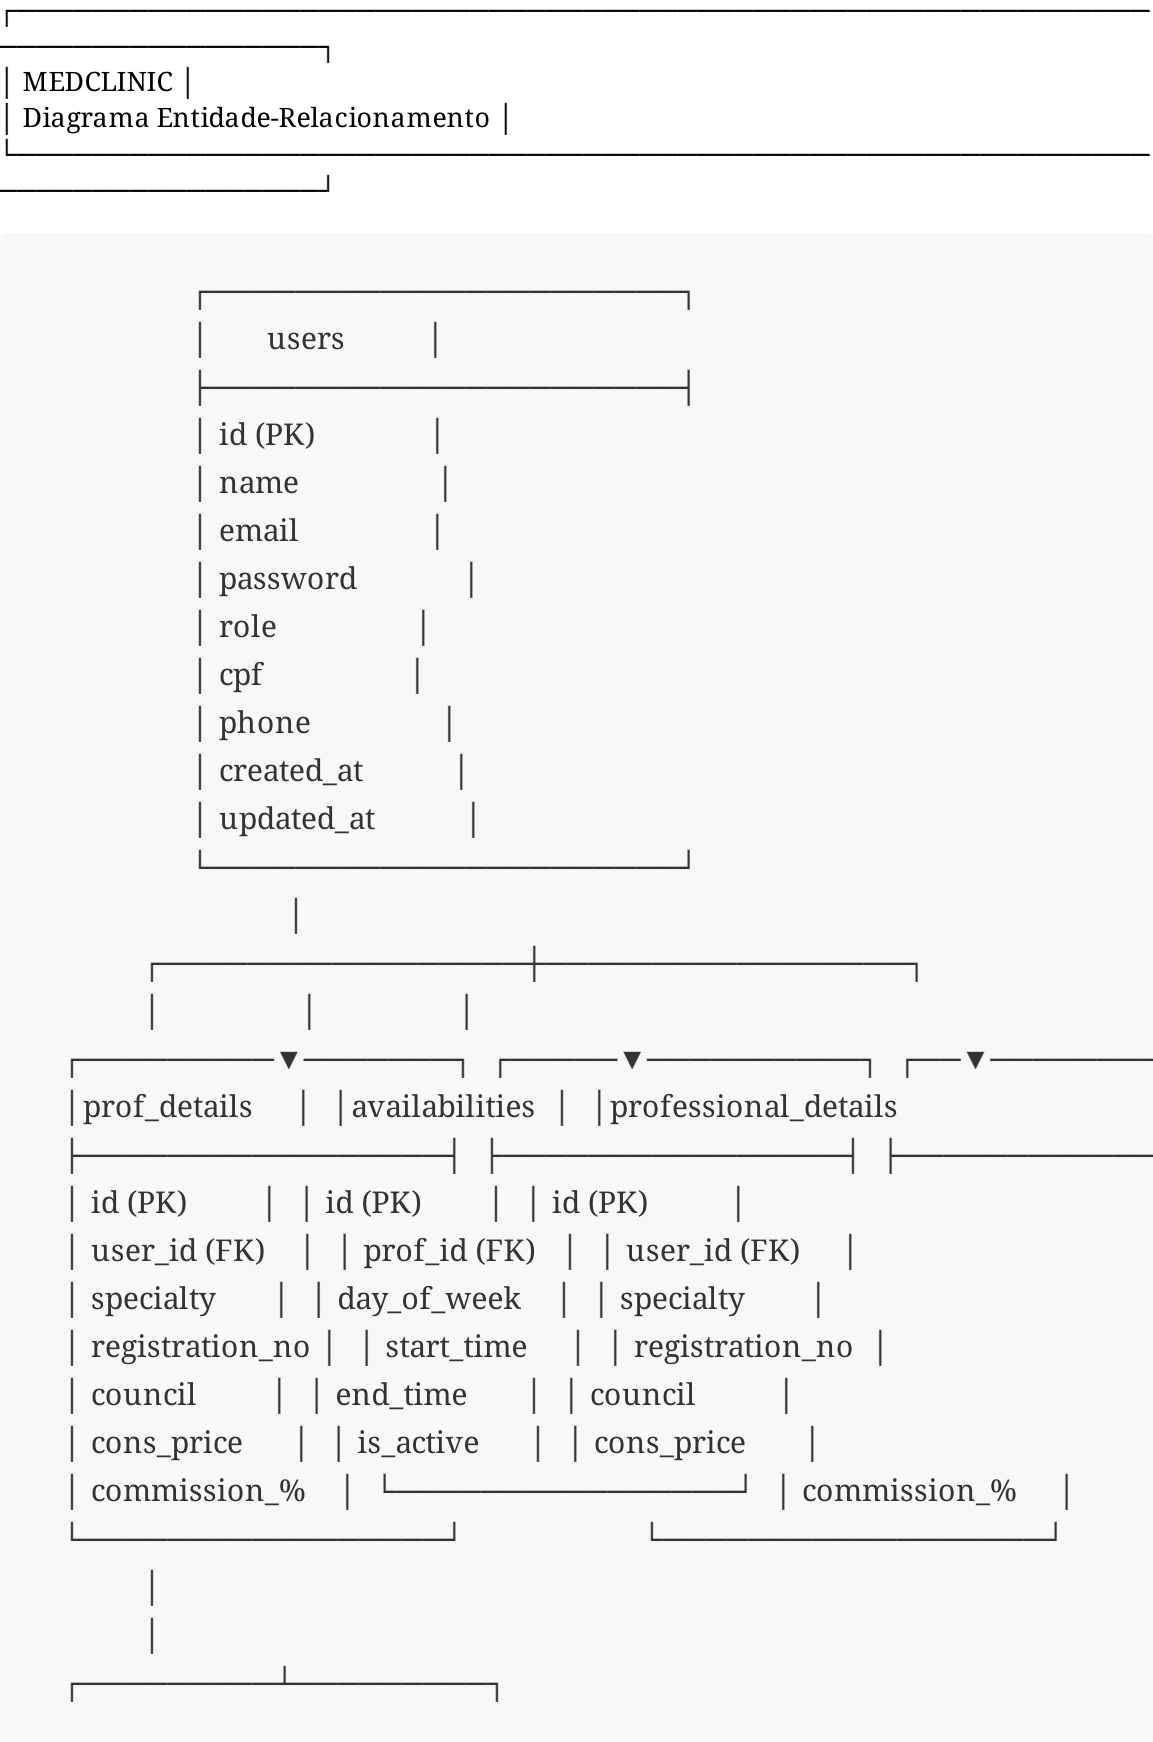 MEDCLINIC
Diagrama Entidade-Relacionamento
users
id (PK)
name
email
password
role
cpf
phone
created_at
updated_at
prof_details availabilities professional_details
id (PK) id (PK) id (PK)
user_id (FK) prof_id (FK) user_id (FK)
specialty day_of_week specialty
registration_no start_time registration_no
council end_time council
cons_price is_active cons_price
commission_% commission_%